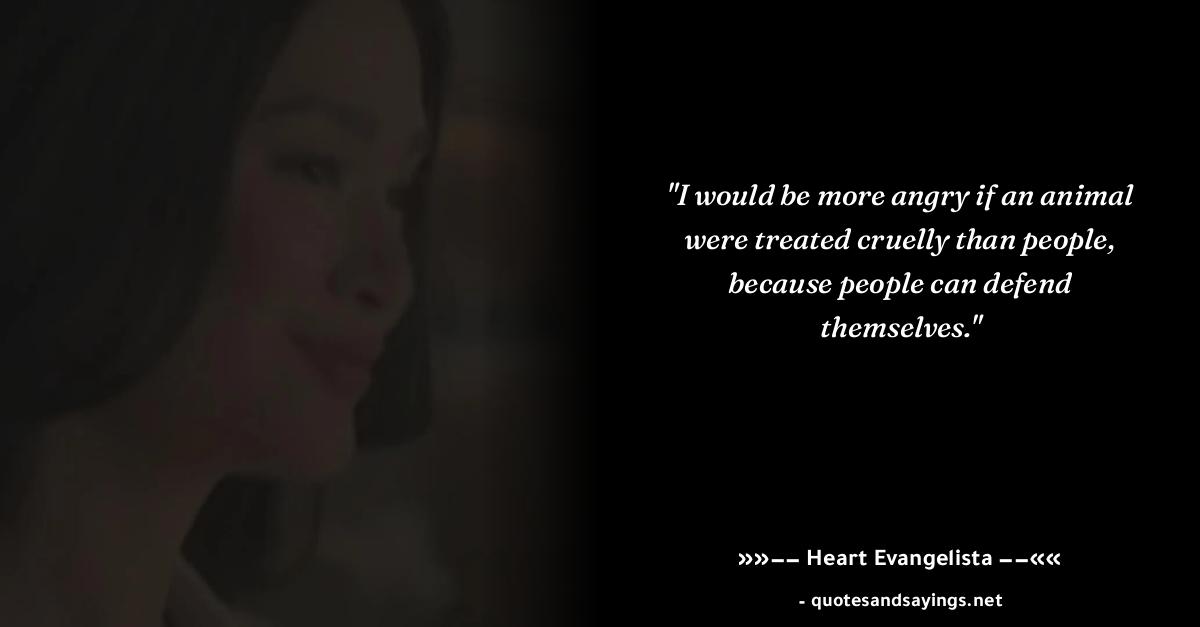 "I would be more angry if an animal
were treated cruelly than people,
because people can defend
themselves."
»»−− Heart Evangelista −−««
- quotesandsayings.net